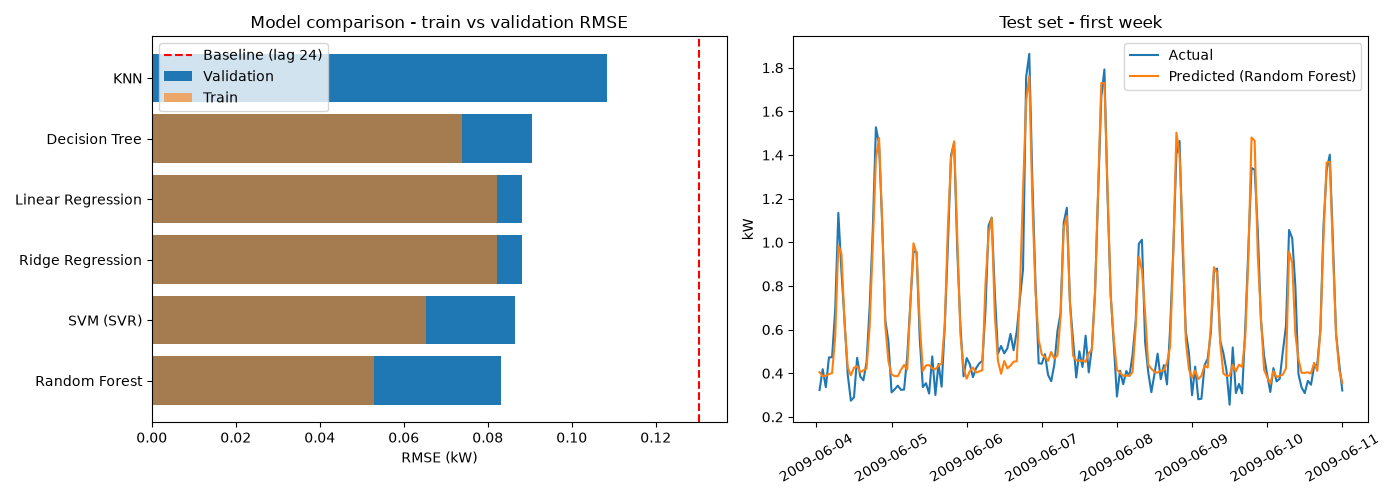 Model comparison - train vs validation RMSE
Baseline (lag 24)
Validation
Train
KNN
Decision Tree
Linear Regression
Ridge Regression
SVM (SVR)
Random Forest
0.00 0.02 0.04 0.06 0.08 0.10 0.12
RMSE (kW)
Test set - first week
Actual
Predicted (Random Forest)
kW
1.8
1.6
1.4
1.2
1.0
0.8
0.6
0.4
0.2
2009-06-04 2009-06-05 2009-06-06 2009-06-07 2009-06-08 2009-06-09 2009-06-10 2009-06-11